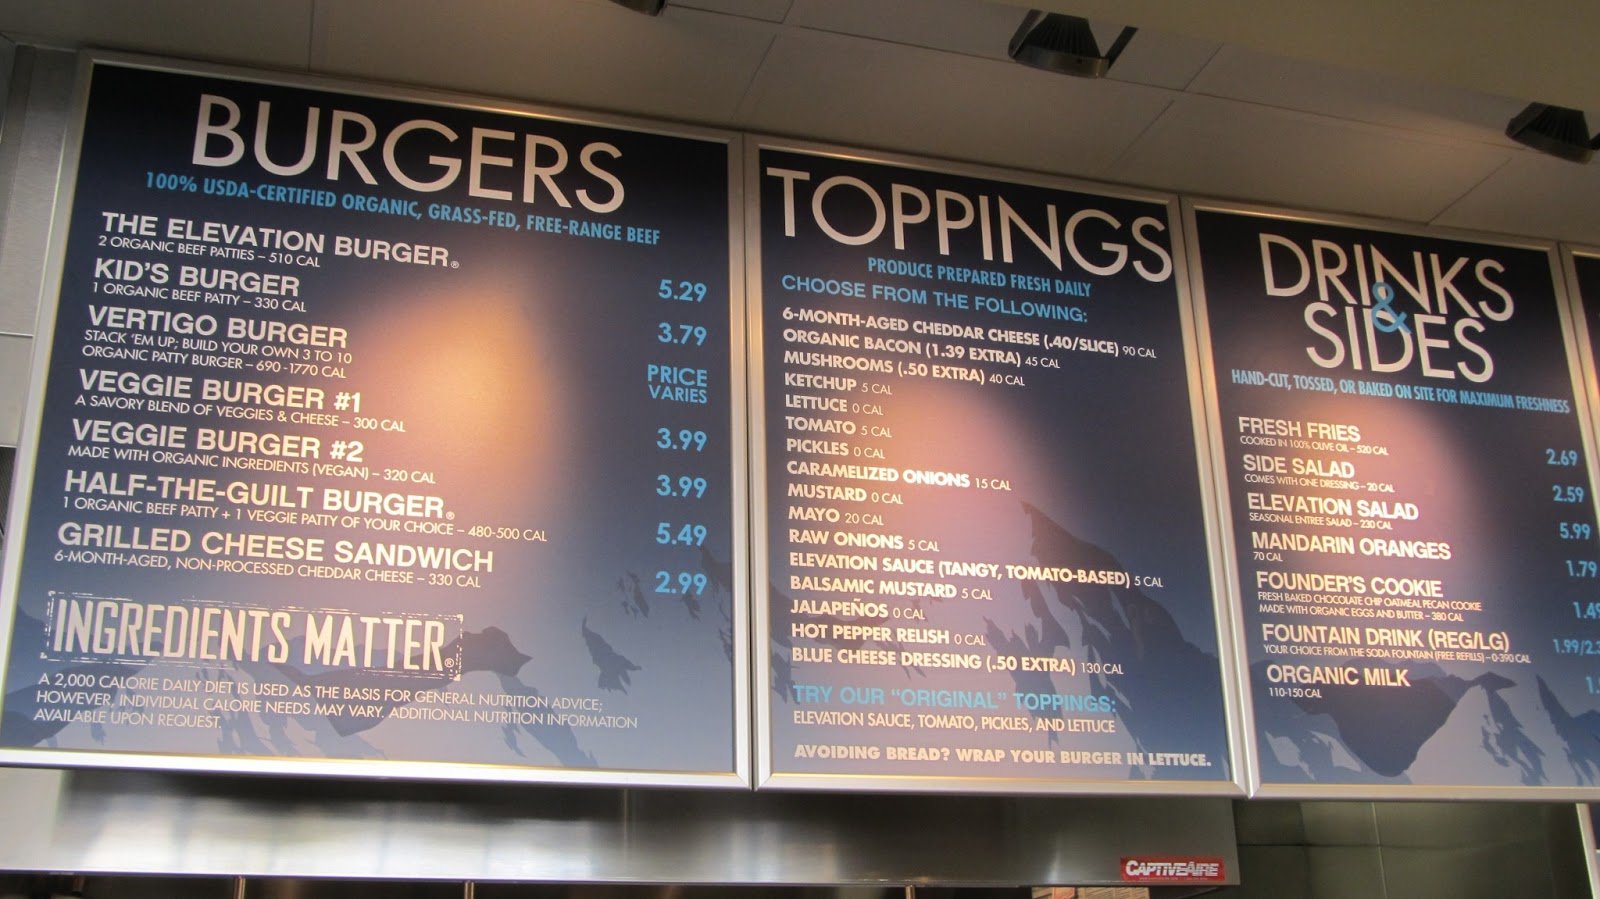 BURGERS
100% USDA-CERTIFIED ORGANIC, GRASS-FED, FREE-RANGE BEEF
THE ELEVATION BURGER®
2 ORGANIC BEEF PATTIES – 510 CAL
5.29
KID'S BURGER
1 ORGANIC BEEF PATTY – 330 CAL
3.79
VERTIGO BURGER
STACK 'EM UP; BUILD YOUR OWN 3 TO 10
ORGANIC PATTY BURGER – 690 -1770 CAL
PRICE
VARIES
VEGGIE BURGER #1
A SAVORY BLEND OF VEGGIES & CHEESE – 300 CAL
3.99
VEGGIE BURGER #2
MADE WITH ORGANIC INGREDIENTS (VEGAN) – 320 CAL
3.99
HALF-THE-GUILT BURGER®
1 ORGANIC BEEF PATTY + 1 VEGGIE PATTY OF YOUR CHOICE – 480-500 CAL
5.49
GRILLED CHEESE SANDWICH
6-MONTH-AGED, NON-PROCESSED CHEDDAR CHEESE – 330 CAL
2.99
INGREDIENTS MATTER®
A 2,000 CALORIE DAILY DIET IS USED AS THE BASIS FOR GENERAL NUTRITION ADVICE;
HOWEVER, INDIVIDUAL CALORIE NEEDS MAY VARY. ADDITIONAL NUTRITION INFORMATION
AVAILABLE UPON REQUEST.
TOPPINGS
PRODUCE PREPARED FRESH DAILY
CHOOSE FROM THE FOLLOWING:
6-MONTH-AGED CHEDDAR CHEESE (.40/SLICE) 90 CAL
ORGANIC BACON (1.39 EXTRA) 45 CAL
MUSHROOMS (.50 EXTRA) 40 CAL
KETCHUP 5 CAL
LETTUCE 0 CAL
TOMATO 5 CAL
PICKLES 0 CAL
CARAMELIZED ONIONS 15 CAL
MUSTARD 0 CAL
MAYO 20 CAL
RAW ONIONS 5 CAL
ELEVATION SAUCE (TANGY, TOMATO-BASED) 5 CAL
BALSAMIC MUSTARD 5 CAL
JALAPEÑOS 0 CAL
HOT PEPPER RELISH 0 CAL
BLUE CHEESE DRESSING (.50 EXTRA) 130 CAL
TRY OUR "ORIGINAL" TOPPINGS:
ELEVATION SAUCE, TOMATO, PICKLES, AND LETTUCE
AVOIDING BREAD? WRAP YOUR BURGER IN LETTUCE.
DRINKS
&
SIDES
HAND-CUT, TOSSED, OR BAKED ON SITE FOR MAXIMUM FRESHNESS
FRESH FRIES
COOKED IN 100% OLIVE OIL – 520 CAL
2.69
SIDE SALAD
COMES WITH ONE DRESSING – 20 CAL
2.59
ELEVATION SALAD
SEASONAL ENTREE SALAD – 230 CAL
5.99
MANDARIN ORANGES
70 CAL
1.79
FOUNDER'S COOKIE
FRESH BAKED CHOCOLATE CHIP OATMEAL PECAN COOKIE
MADE WITH ORGANIC EGGS AND BUTTER – 380 CAL
FOUNTAIN DRINK (REG/LG)
YOUR CHOICE FROM THE SODA FOUNTAIN (FREE REFILLS) – 0-390 CAL
1.99/2.
ORGANIC MILK
110-150 CAL
CAPTIVEAIRE